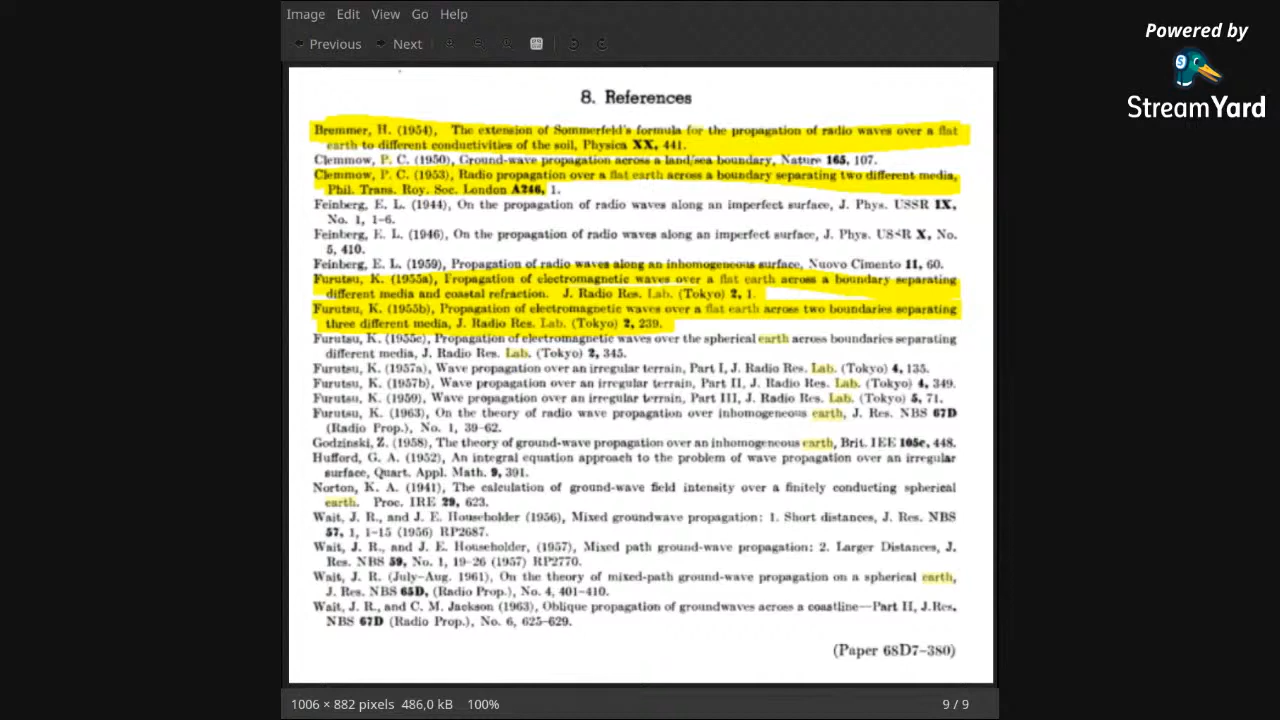 Image Edit View Go Help
Previous Next
Powered by
StreamYard
8. References
Bremmer, H. (1954), The extension of Sommerfeld's formula for the propagation of radio waves over a flat
earth to different conductivities of the soil, Physica XX, 441.
Clemmow, P. C. (1950), Ground-wave propagation across a land/sea boundary, Nature 165, 107.
Clemmow, P. C. (1953), Radio propagation over a flat earth across a boundary separating two different media,
Phil. Trans. Roy. Soc. London A246, 1.
Feinberg, E. L. (1944), On the propagation of radio waves along an imperfect surface, J. Phys. USSR IX,
No. 1, 1-6.
Feinberg, E. L. (1946), On the propagation of radio waves along an imperfect surface, J. Phys. USSR X, No.
5, 410.
Feinberg, E. L. (1959), Propagation of radio waves along an inhomogeneous surface, Nuovo Cimento 11, 60.
Furutsu, K. (1955a), Propagation of electromagnetic waves over a flat earth across a boundary separating
different media and coastal refraction. J. Radio Res. Lab. (Tokyo) 2, 1.
Furutsu, K. (1955b), Propagation of electromagnetic waves over a flat earth across two boundaries separating
three different media, J. Radio Res. Lab. (Tokyo) 2, 239.
Furutsu, K. (1955c), Propagation of electromagnetic waves over the spherical earth across boundaries separating
different media, J. Radio Res. Lab. (Tokyo) 2, 345.
Furutsu, K. (1957a), Wave propagation over an irregular terrain, Part I, J. Radio Res. Lab. (Tokyo) 4, 135.
Furutsu, K. (1957b), Wave propagation over an irregular terrain, Part II, J. Radio Res. Lab. (Tokyo) 4, 349.
Furutsu, K. (1959), Wave propagation over an irregular terrain, Part III, J. Radio Res. Lab. (Tokyo) 5, 71.
Furutsu, K. (1963), On the theory of radio wave propagation over inhomogeneous earth, J. Res. NBS 67D
(Radio Prop.), No. 1, 39-62.
Godzinski, Z. (1958), The theory of ground-wave propagation over an inhomogeneous earth, Brit. IEE 105c, 448.
Hufford, G. A. (1952), An integral equation approach to the problem of wave propagation over an irregular
surface, Quart. Appl. Math. 9, 391.
Norton, K. A. (1941), The calculation of ground-wave field intensity over a finitely conducting spherical
earth. Proc. IRE 29, 623.
Wait, J. R., and J. E. Householder (1956), Mixed groundwave propagation: 1. Short distances, J. Res. NBS
57, 1, 1-15 (1956) RP2687.
Wait, J. R., and J. E. Householder, (1957), Mixed path ground-wave propagation: 2. Larger Distances, J.
Res. NBS 59, No. 1, 19-26 (1957) RP2770.
Wait, J. R. (July-Aug. 1961), On the theory of mixed-path ground-wave propagation on a spherical earth,
J. Res. NBS 65D, (Radio Prop.), No. 4, 401-410.
Wait, J. R., and C. M. Jackson (1963), Oblique propagation of groundwaves across a coastline—Part II, J.Res.
NBS 67D (Radio Prop.), No. 6, 625-629.
(Paper 68D7-380)
1006 × 882 pixels 486,0 kB 100%
9 / 9